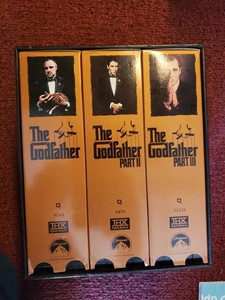 The
Godfather
The
Godfather
PART II
The
Godfather
PART III
THX
THX
THX